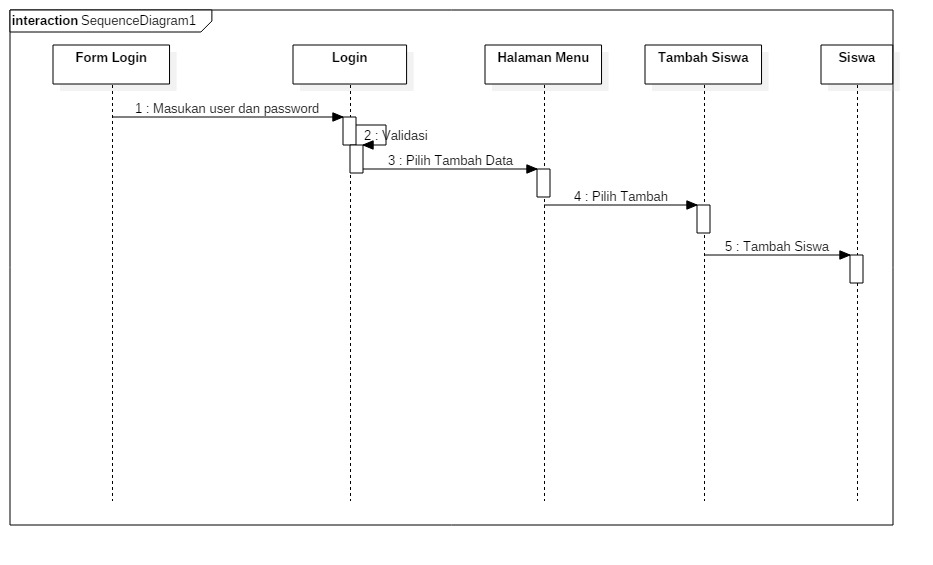 interaction SequenceDiagram1
Form Login
Login
Halaman Menu
Tambah Siswa
Siswa
1 : Masukan user dan password
2 : Validasi
3 : Pilih Tambah Data
4 : Pilih Tambah
5 : Tambah Siswa